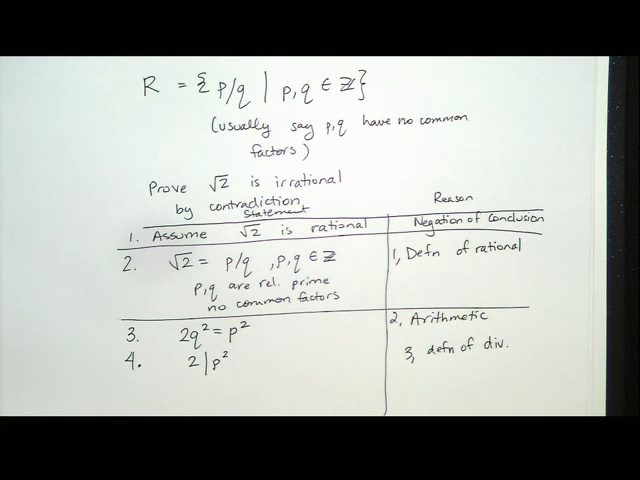 R = { p/q | p,q ∈ ℤ}
(usually say p,q have no common
factors)
Prove √2 is irrational
by contradiction
Statement
Reason
1. Assume √2 is rational
Negation of Conclusion
2. √2 = p/q , p,q ∈ ℤ
1, Defn of rational
p,q are rel. prime
no common factors
3. 2q² = p²
2, Arithmetic
4. 2 | p²
3, defn of div.